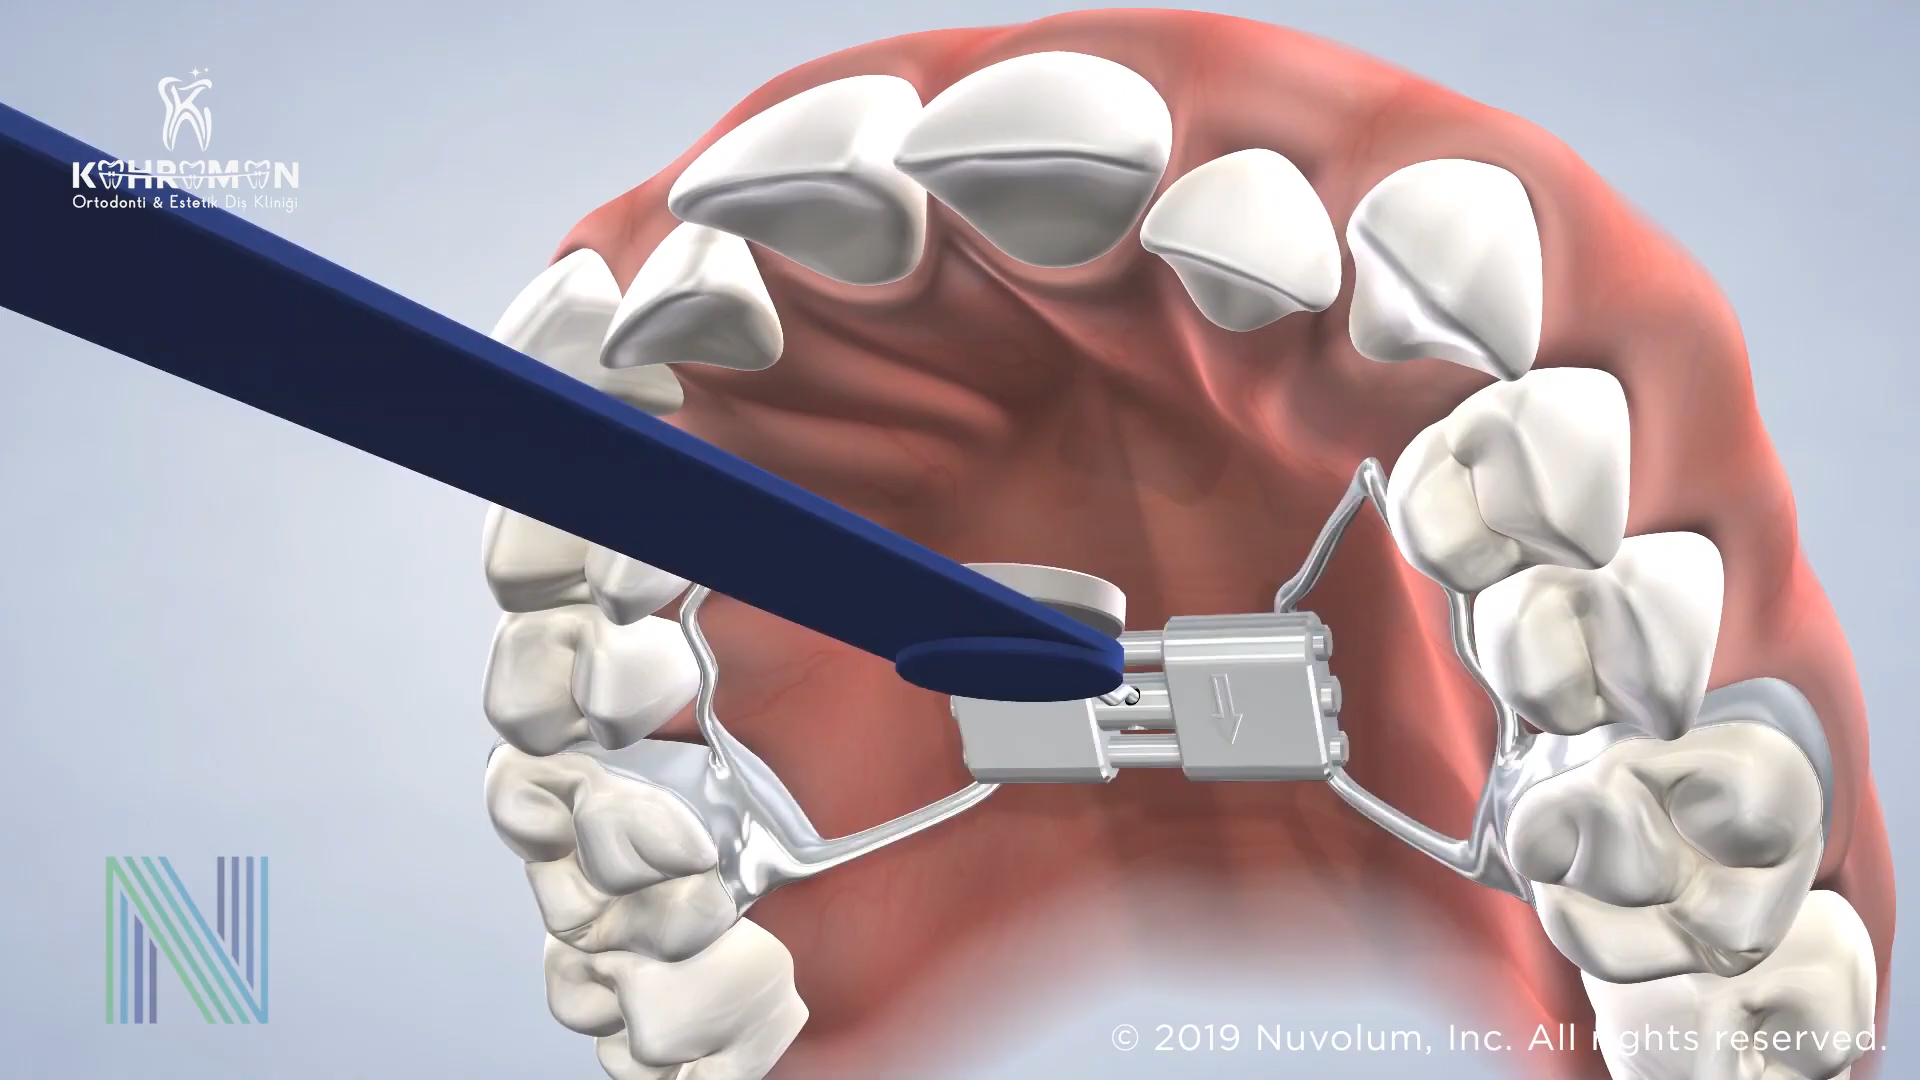 KAHRAMAN
Ortodonti & Estetik Diş Kliniği
N
© 2019 Nuvolum, Inc. All rights reserved.